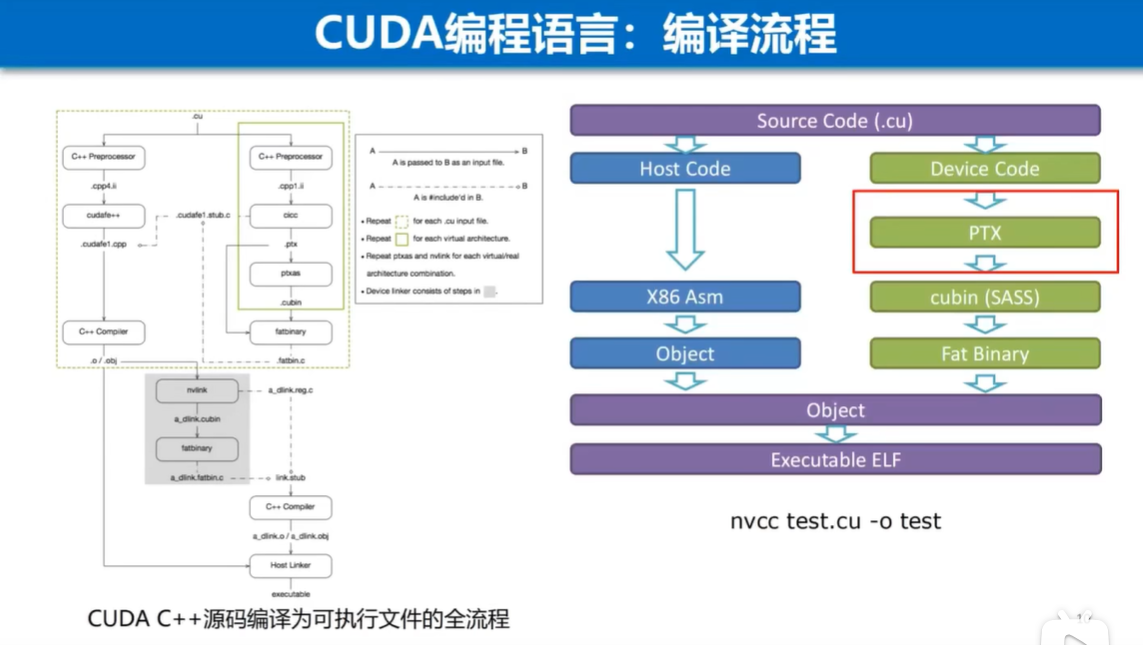 CUDA编程语言：编译流程
.cu
C++ Preprocessor
C++ Preprocessor
.cpp4.ii
.cpp1.ii
cudafe++
.cudafe1.stub.c
cicc
.cudafe1.cpp
.ptx
ptxas
.cubin
C++ Compiler
fatbinary
.o / .obj
.fatbin.c
nvlink
a_dlink.reg.c
a_dlink.cubin
fatbinary
a_dlink.fatbin.c
link.stub
C++ Compiler
a_dlink.o / a_dlink.obj
Host Linker
executable
A B
A is passed to B as an input file.
A B
A is #include'd in B.
• Repeat for each .cu input file.
• Repeat for each virtual architecture.
• Repeat ptxas and nvlink for each virtual/real
architecture combination.
• Device linker consists of steps in .
CUDA C++源码编译为可执行文件的全流程
Source Code (.cu)
Host Code
Device Code
PTX
X86 Asm
cubin (SASS)
Object
Fat Binary
Object
Executable ELF
nvcc test.cu -o test